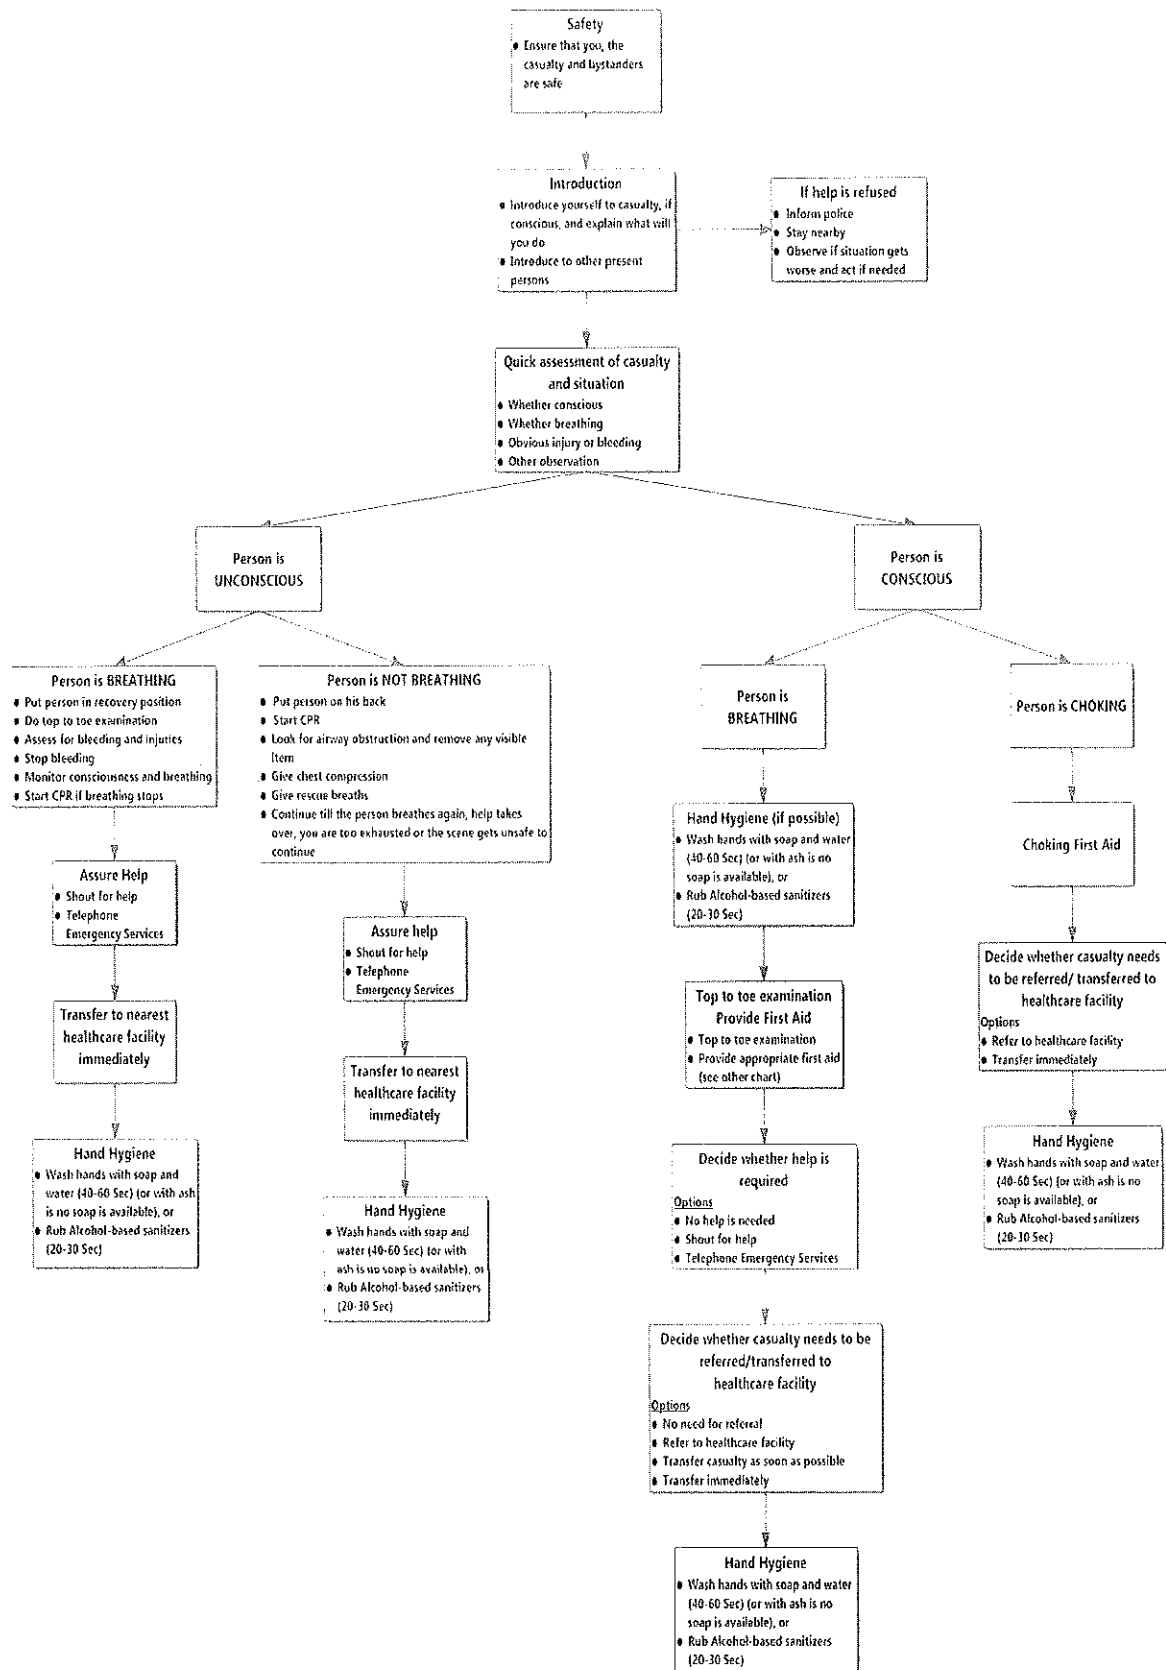 Safety
• Ensure that you, the
casualty and bystanders
are safe
Introduction
• Introduce yourself to casualty, if
conscious, and explain what will
you do
• Introduce to other present
persons
If help is refused
• Inform police
• Stay nearby
• Observe if situation gets
worse and act if needed
Quick assessment of casualty
and situation
• Whether conscious
• Whether breathing
• Obvious injury or bleeding
• Other observation
Person is
UNCONSCIOUS
Person is
CONSCIOUS
Person is BREATHING
• Put person in recovery position
• Do top to toe examination
• Assess for bleeding and injuries
• Stop bleeding
• Monitor consciousness and breathing
• Start CPR if breathing stops
Assure Help
• Shout for help
• Telephone
Emergency Services
Transfer to nearest
healthcare facility
immediately
Hand Hygiene
• Wash hands with soap and
water (40-60 Sec) (or with ash
is no soap is available), or
• Rub Alcohol-based sanitizers
(20-30 Sec)
Person is NOT BREATHING
• Put person on his back
• Start CPR
• Look for airway obstruction and remove any visible
item
• Give chest compression
• Give rescue breaths
• Continue till the person breathes again, help takes
over, you are too exhausted or the scene gets unsafe to
continue
Assure help
• Shout for help
• Telephone
Emergency Services
Transfer to nearest
healthcare facility
immediately
Hand Hygiene
• Wash hands with soap and
water (40-60 Sec) (or with
ash is no soap is available), or
• Rub Alcohol-based sanitizers
(20-30 Sec)
Person is
BREATHING
Hand Hygiene (if possible)
• Wash hands with soap and water
(40-60 Sec) (or with ash is no
soap is available), or
• Rub Alcohol-based sanitizers
(20-30 Sec)
Top to toe examination
Provide First Aid
• Top to toe examination
• Provide appropriate first aid
(see other chart)
Decide whether help is
required
Options
• No help is needed
• Shout for help
• Telephone Emergency Services
Decide whether casualty needs to be
referred/transferred to
healthcare facility
Options
• No need for referral
• Refer to healthcare facility
• Transfer casualty as soon as possible
• Transfer immediately
Hand Hygiene
• Wash hands with soap and water
(40-60 Sec) (or with ash is no
soap is available), or
• Rub Alcohol-based sanitizers
(20-30 Sec)
Person is CHOKING
Choking First Aid
Decide whether casualty needs
to be referred/ transferred to
healthcare facility
Options
• Refer to healthcare facility
• Transfer immediately
Hand Hygiene
• Wash hands with soap and water
(40-60 Sec) (or with ash is no
soap is available), or
• Rub Alcohol-based sanitizers
(20-30 Sec)